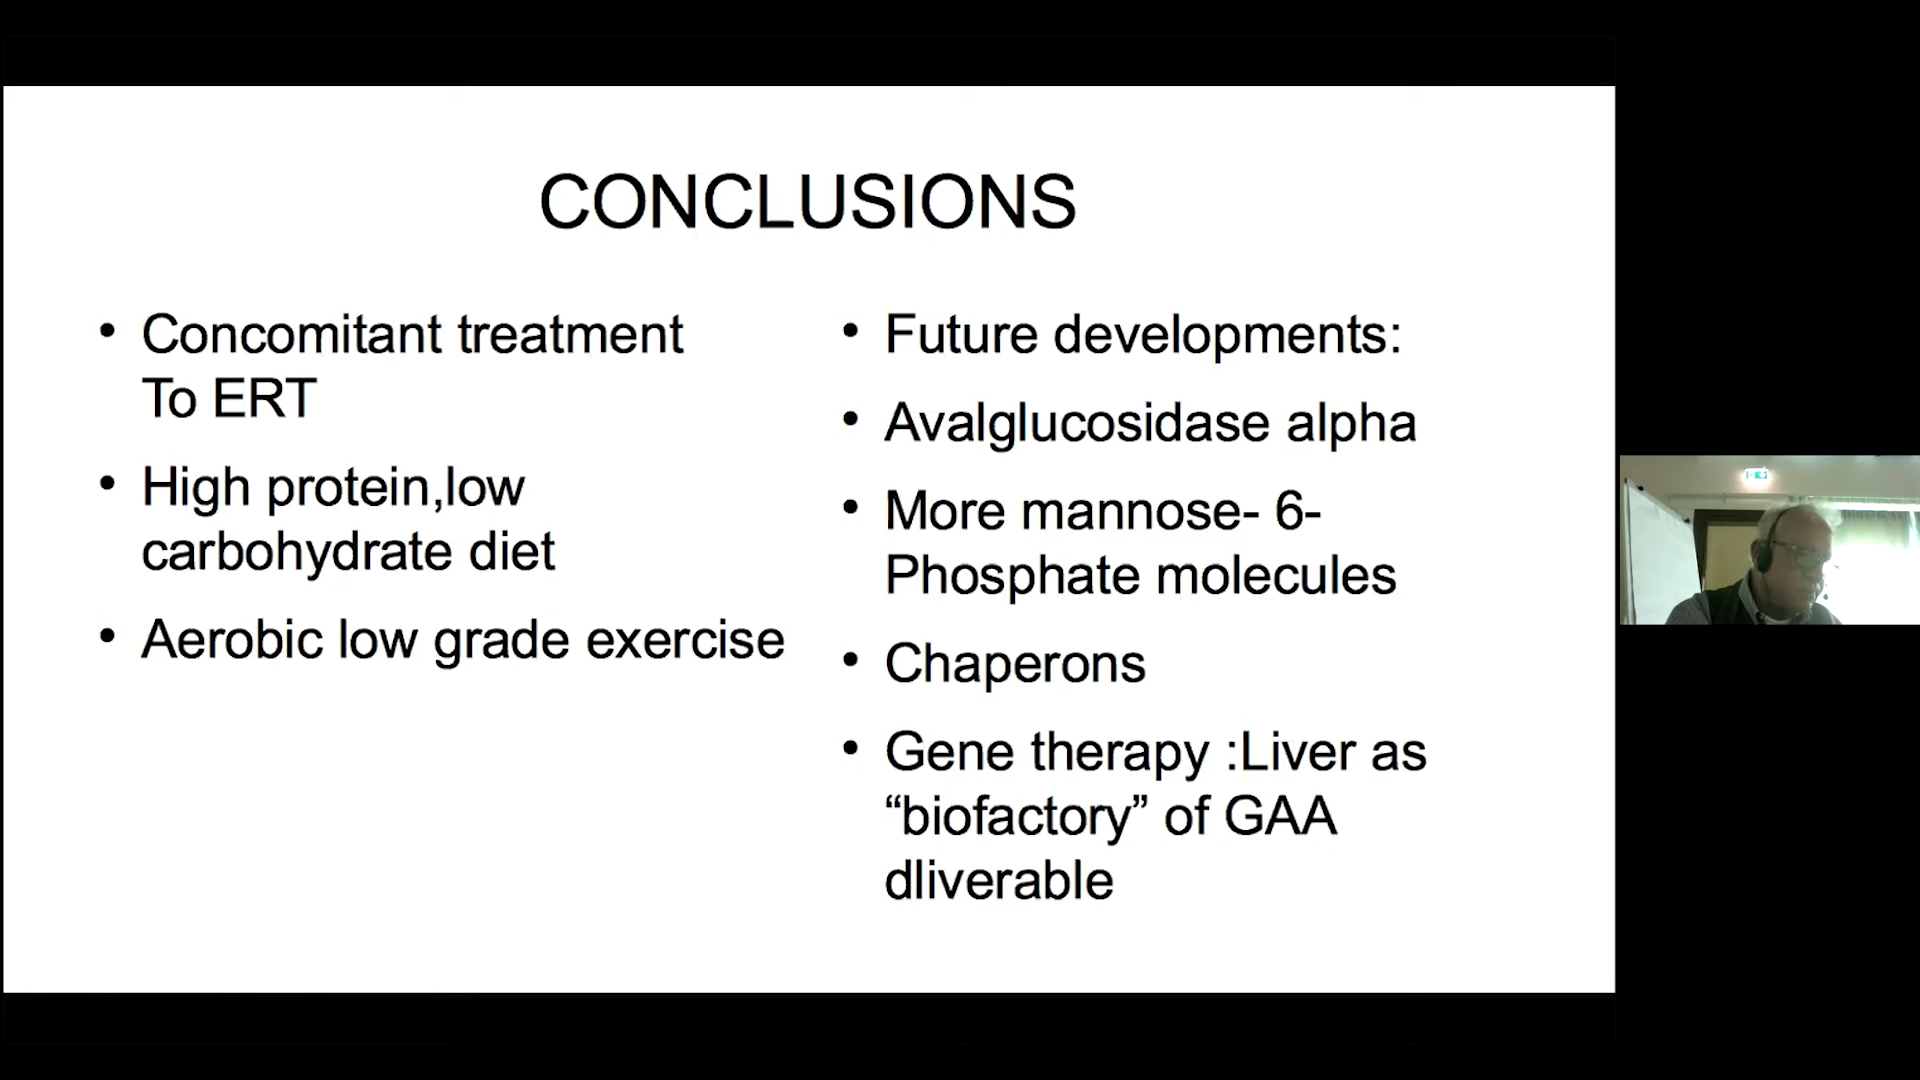 CONCLUSIONS
• Concomitant treatment
To ERT
• High protein,low
carbohydrate diet
• Aerobic low grade exercise
• Future developments:
• Avalglucosidase alpha
• More mannose- 6-
Phosphate molecules
• Chaperons
• Gene therapy :Liver as
“biofactory” of GAA
dliverable